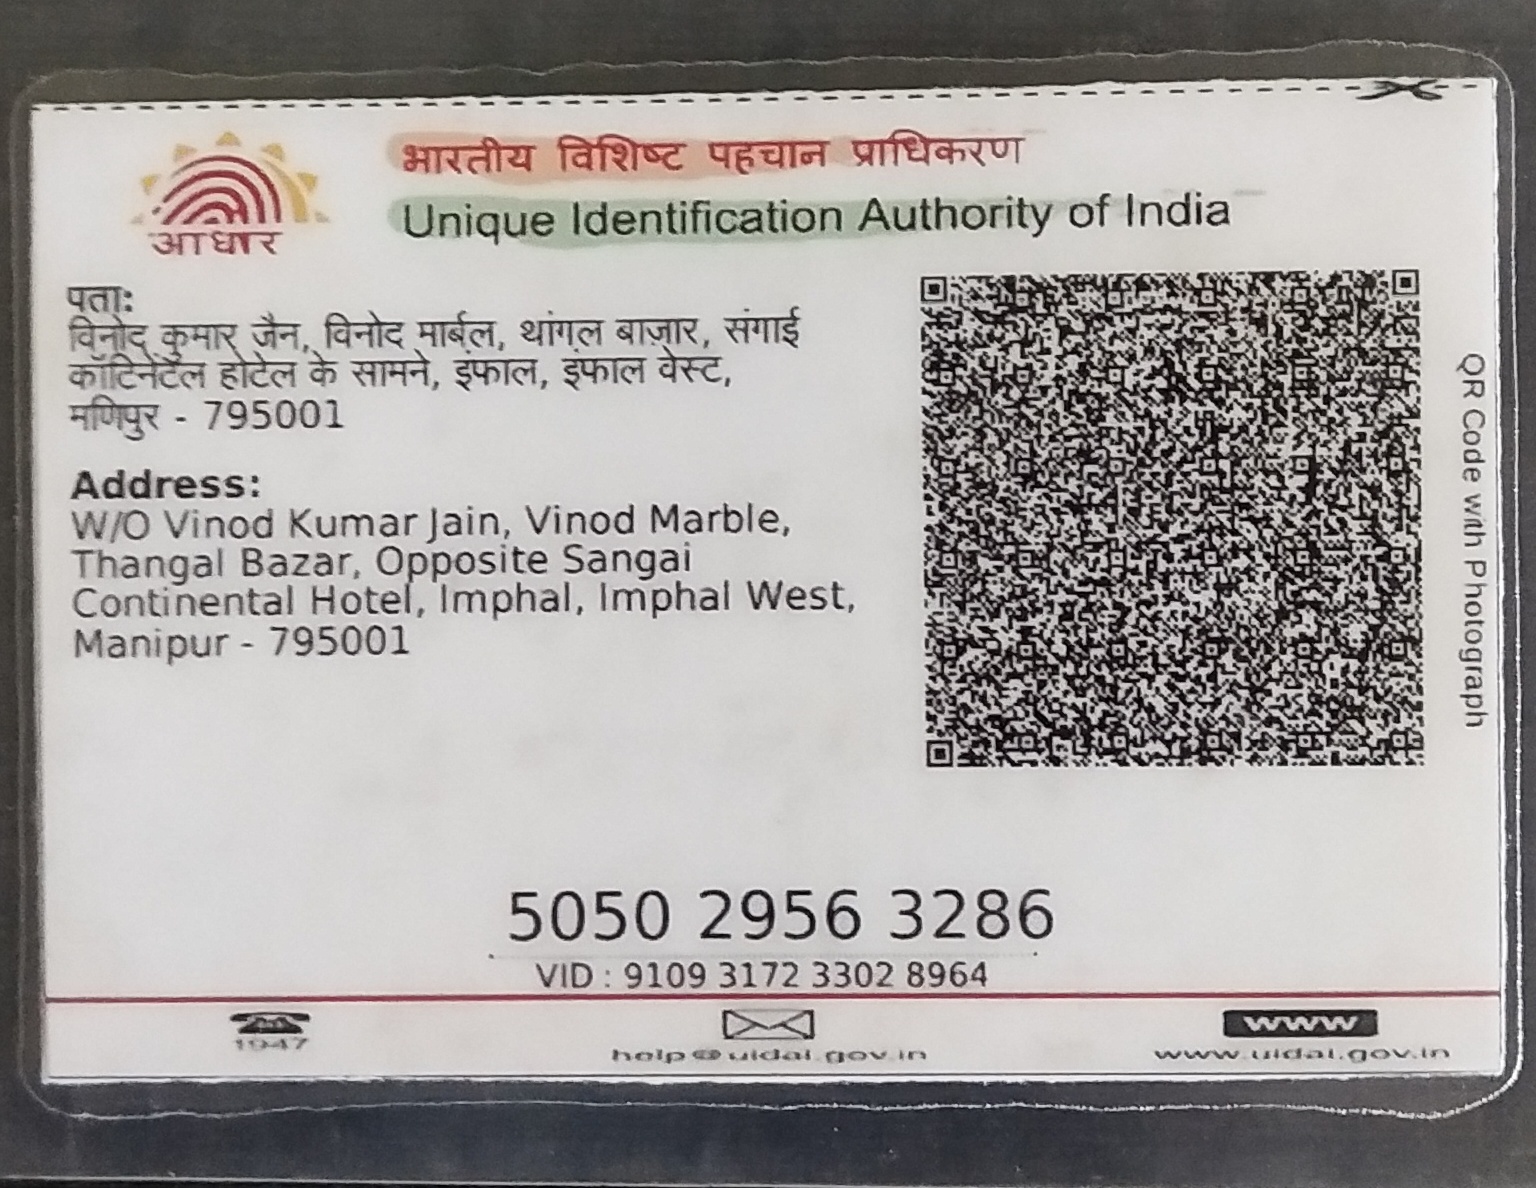 भारतीय विशिष्ट पहचान प्राधिकरण
Unique Identification Authority of India
आधार
पता:
विनोद कुमार जैन, विनोद मार्बल, थांगल बाज़ार, संगाई
कॉटिनेंटल होटेल के सामने, इंफाल, इंफाल वेस्ट,
मणिपुर - 795001
Address:
W/O Vinod Kumar Jain, Vinod Marble,
Thangal Bazar, Opposite Sangai
Continental Hotel, Imphal, Imphal West,
Manipur - 795001
QR Code with Photograph
5050 2956 3286
VID : 9109 3172 3302 8964
1947
help@uidai.gov.in
www
www.uidai.gov.in